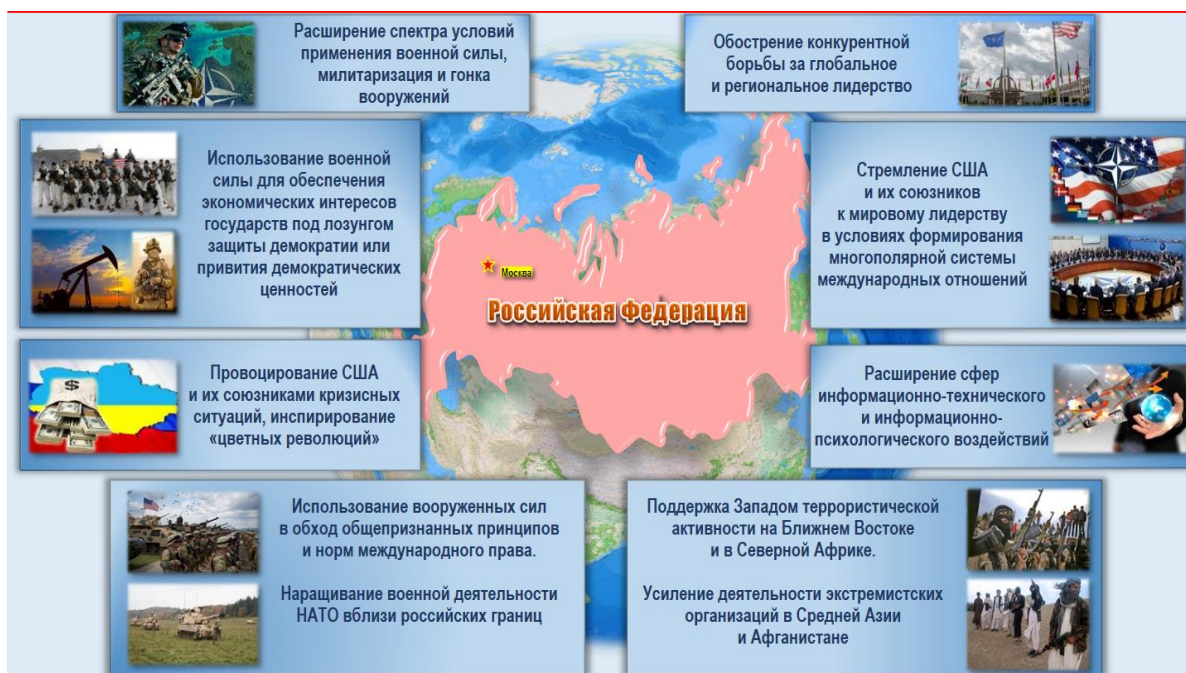 Расширение спектра условий
применения военной силы,
милитаризация и гонка
вооружений
Обострение конкурентной
борьбы за глобальное
и региональное лидерство
Использование военной
силы для обеспечения
экономических интересов
государств под лозунгом
защиты демократии или
привития демократических
ценностей
Стремление США
и их союзников
к мировому лидерству
в условиях формирования
многополярной системы
международных отношений
Москва
Российская Федерация
$
Провоцирование США
и их союзниками кризисных
ситуаций, инспирирование
«цветных революций»
Расширение сфер
информационно-технического
и информационно-
психологического воздействий
Использование вооруженных сил
в обход общепризнанных принципов
и норм международного права.
Наращивание военной деятельности
НАТО вблизи российских границ
Поддержка Западом террористической
активности на Ближнем Востоке
и в Северной Африке.
Усиление деятельности экстремистских
организаций в Средней Азии
и Афганистане